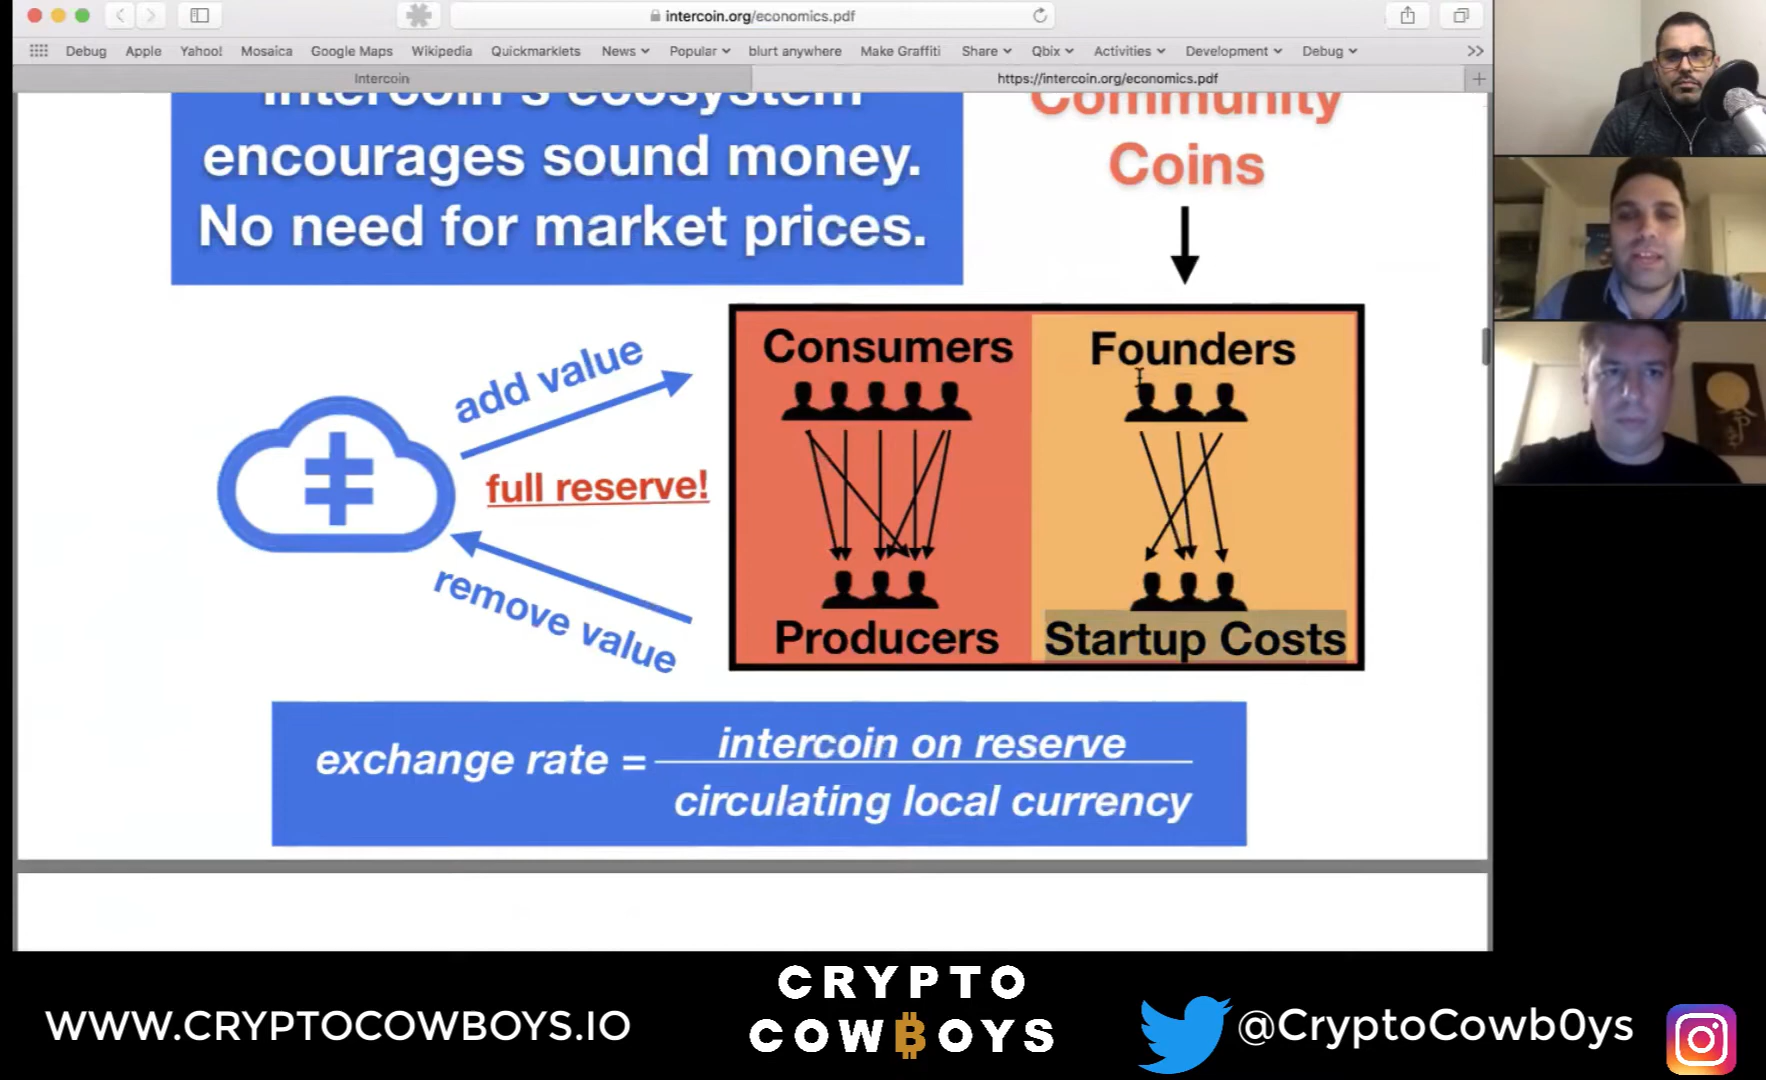 intercoin.org/economics.pdf
Debug Apple Yahoo! Mosaica Google Maps Wikipedia Quickmarklets News Popular blurt anywhere Make Graffiti Share Qbix Activities Development Debug
Intercoin https://intercoin.org/economics.pdf
Intercoin's ecosystem
encourages sound money.
No need for market prices.
Community
Coins
add value
full reserve!
remove value
Consumers
Founders
Producers
Startup Costs
exchange rate = intercoin on reserve
circulating local currency
WWW.CRYPTOCOWBOYS.IO
CRYPTO
COWBOYS
@CryptoCowb0ys